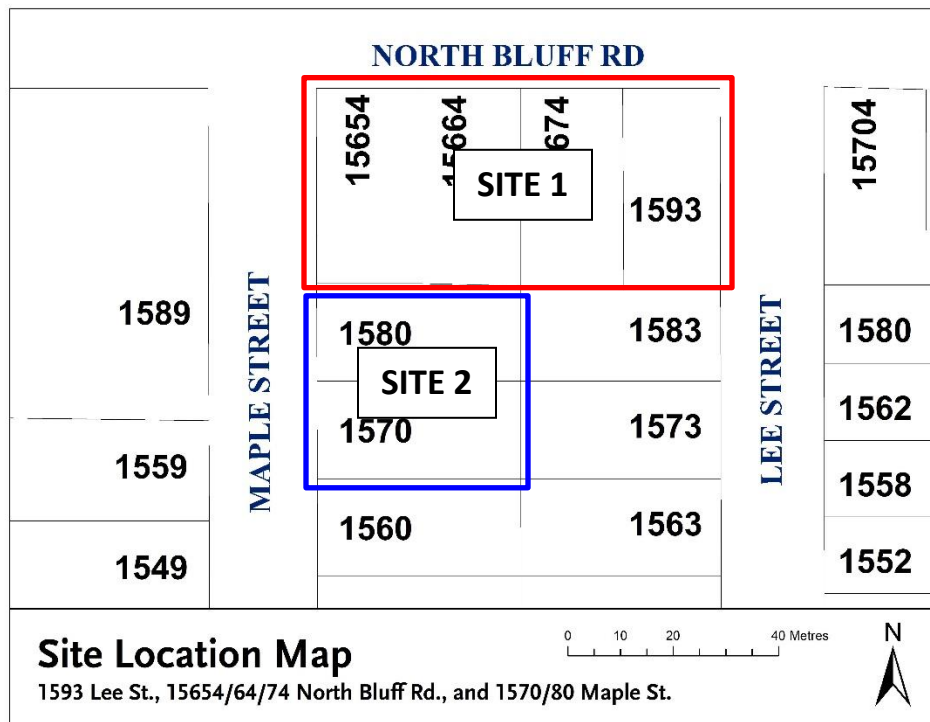 NORTH BLUFF RD
15654
15664
674
15704
SITE 1
1593
1589
MAPLE STREET
1580
1583
LEE STREET
1580
SITE 2
1570
1573
1562
1559
1558
1560
1563
1549
1552
Site Location Map
1593 Lee St., 15654/64/74 North Bluff Rd., and 1570/80 Maple St.
0 10 20 40 Metres
N